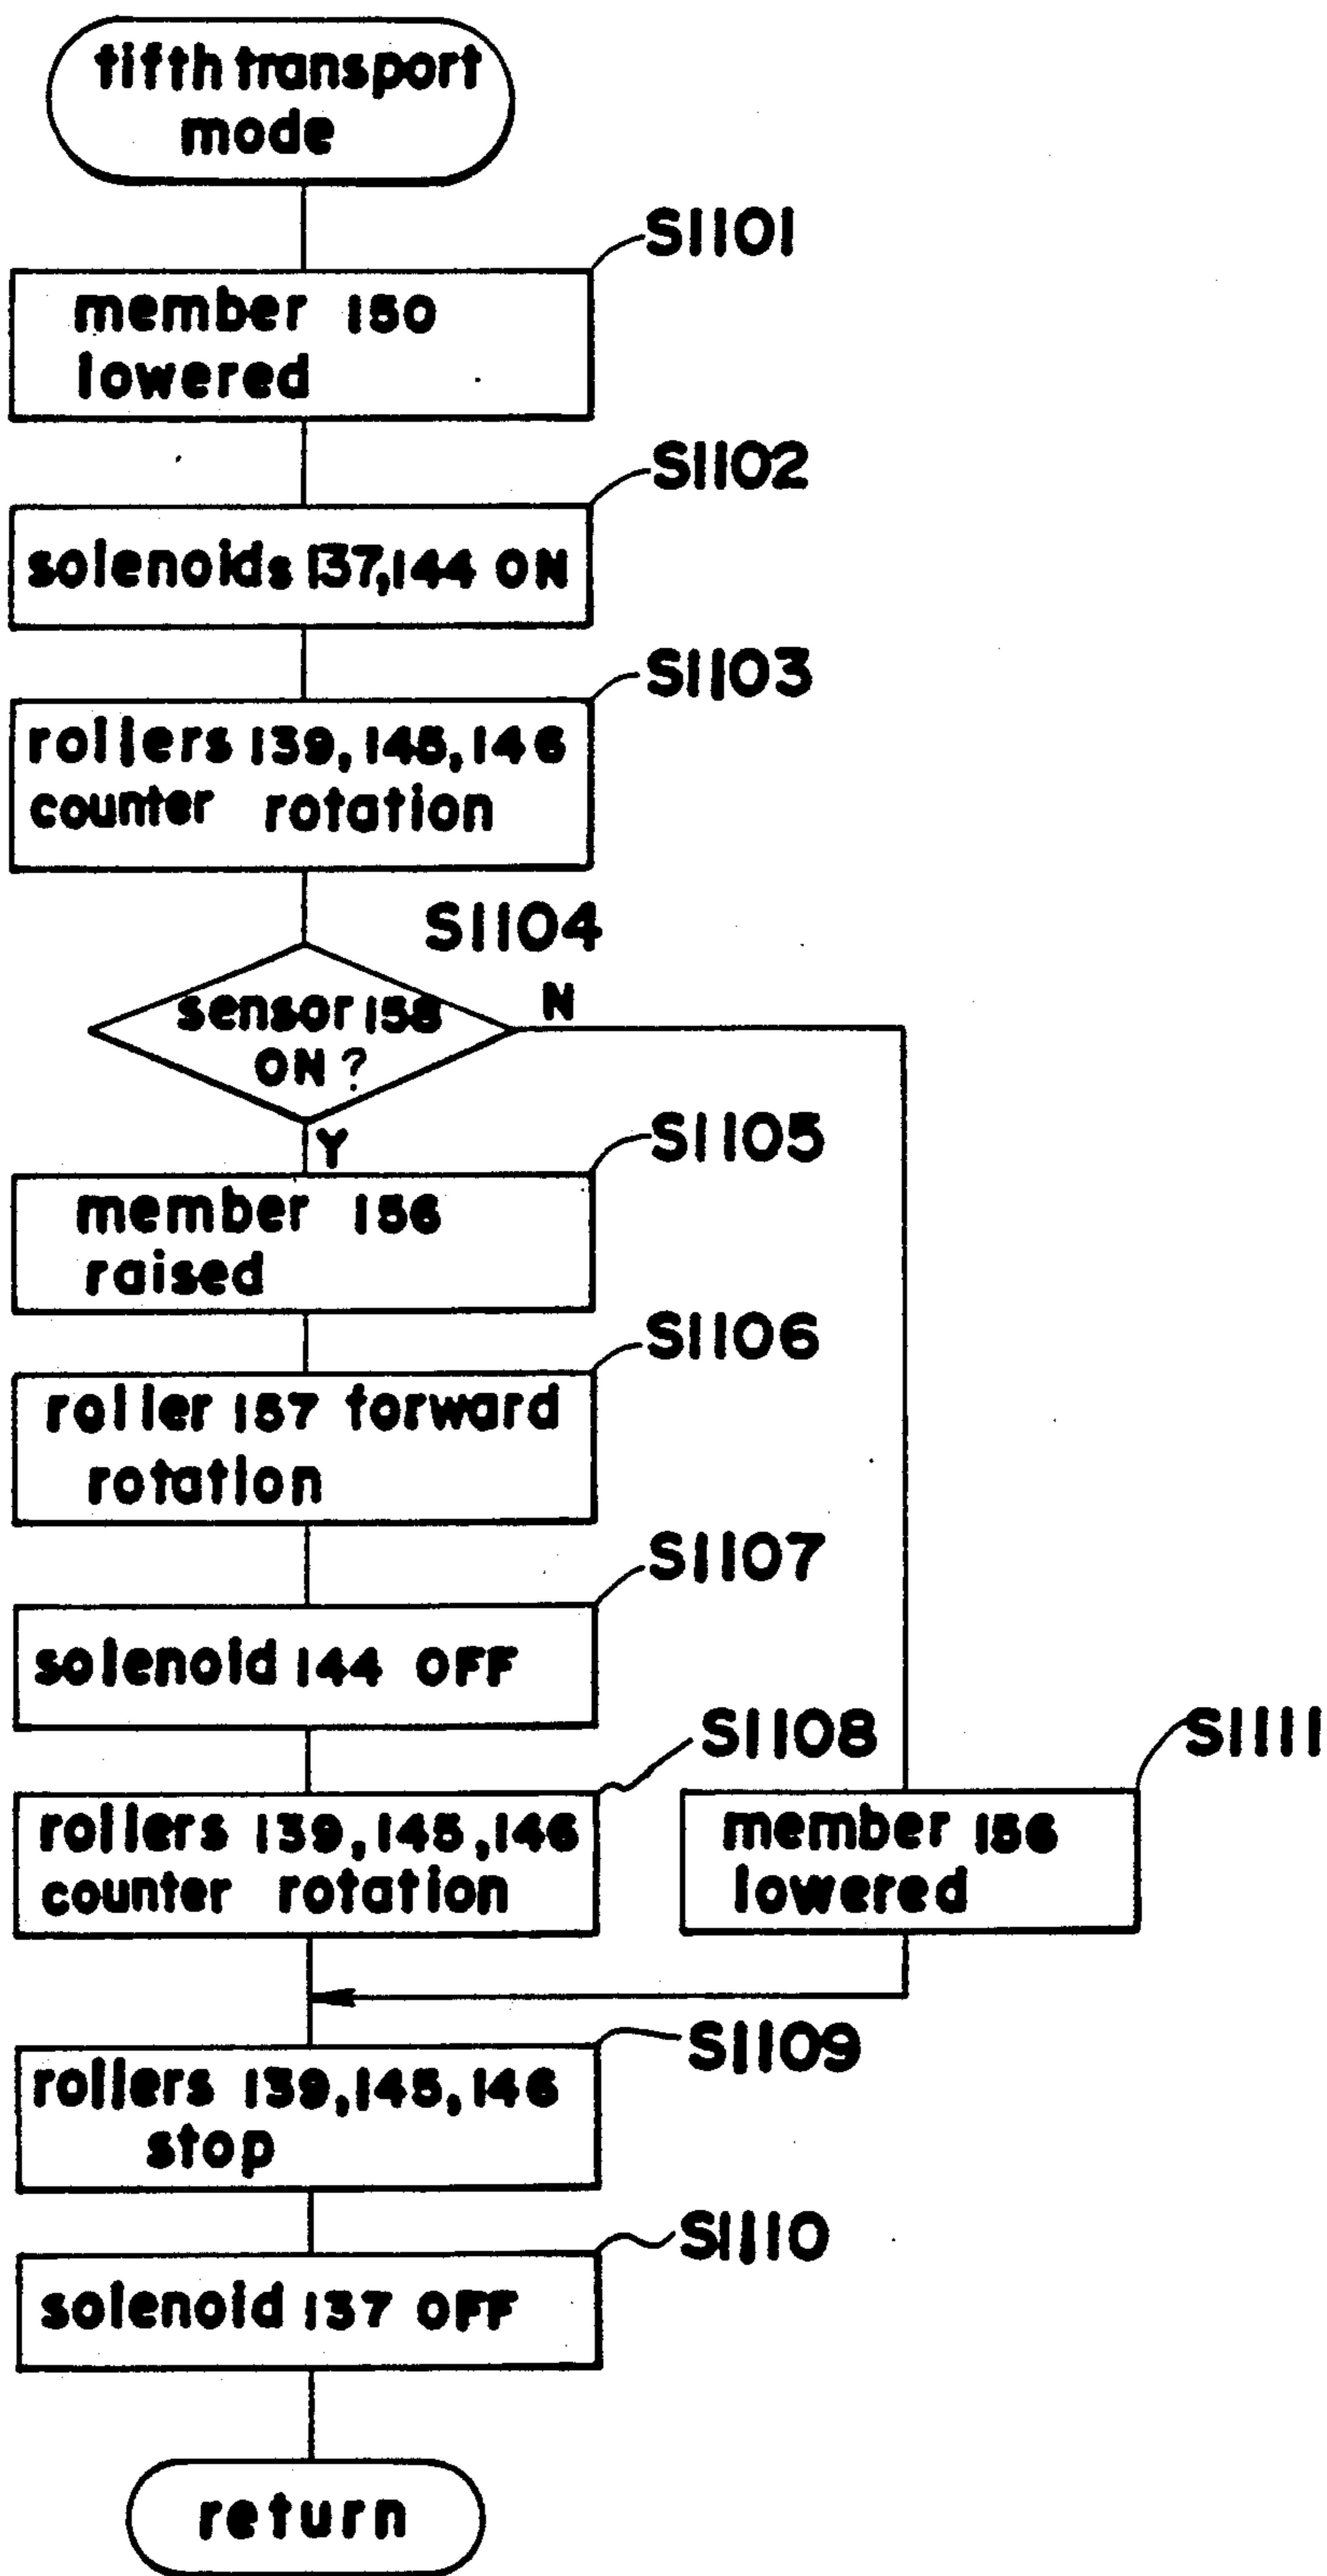 fifth transport
mode
S1101
member 150
lowered
S1102
solenoids 137,144 ON
S1103
rollers 139,145,146
counter rotation
S1104
sensor 158
ON?
N
Y
S1105
member 156
raised
S1106
roller 157 forward
rotation
S1107
solenoid 144 OFF
S1108
rollers 139,145,146
counter rotation
S1111
member 156
lowered
S1109
rollers 139,145,146
stop
S1110
solenoid 137 OFF
return